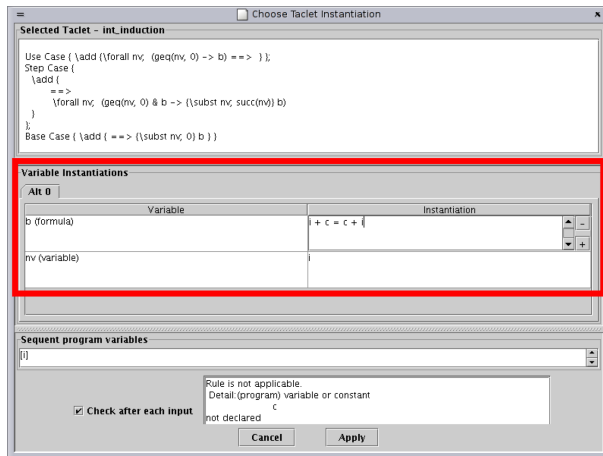 Choose Taclet Instantiation
Selected Taclet - int_induction
Use Case { \add {\forall nv; (geq(nv, 0) -> b) ==> } };
Step Case {
\add {
==>
\forall nv; (geq(nv, 0) & b -> {\subst nv; succ(nv)} b)
}
};
Base Case { \add { ==> {\subst nv; 0} b } }
Variable Instantiations
Alt 0
Variable Instantiation
b (formula) i + c = c + i
- 
+
nv (variable) i
Sequent program variables
[i]
Rule is not applicable.
Detail:(program) variable or constant
c
not declared
Check after each input
Cancel Apply